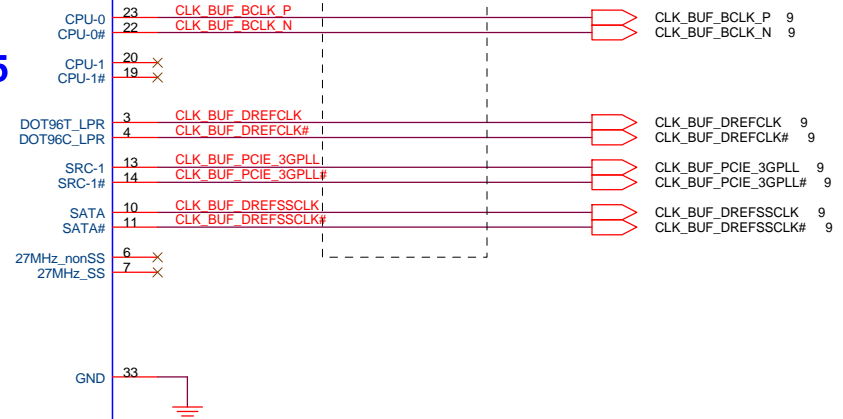 CPU-0 23 CLK_BUF_BCLK_P CLK_BUF_BCLK_P 9
CPU-0# 22 CLK_BUF_BCLK_N CLK_BUF_BCLK_N 9
5
CPU-1 20
CPU-1# 19
DOT96T_LPR 3 CLK_BUF_DREFCLK CLK_BUF_DREFCLK 9
DOT96C_LPR 4 CLK_BUF_DREFCLK# CLK_BUF_DREFCLK# 9
SRC-1 13 CLK_BUF_PCIE_3GPLL CLK_BUF_PCIE_3GPLL 9
SRC-1# 14 CLK_BUF_PCIE_3GPLL# CLK_BUF_PCIE_3GPLL# 9
SATA 10 CLK_BUF_DREFSSCLK CLK_BUF_DREFSSCLK 9
SATA# 11 CLK_BUF_DREFSSCLK# CLK_BUF_DREFSSCLK# 9
27MHz_nonSS 6
27MHz_SS 7
GND 33